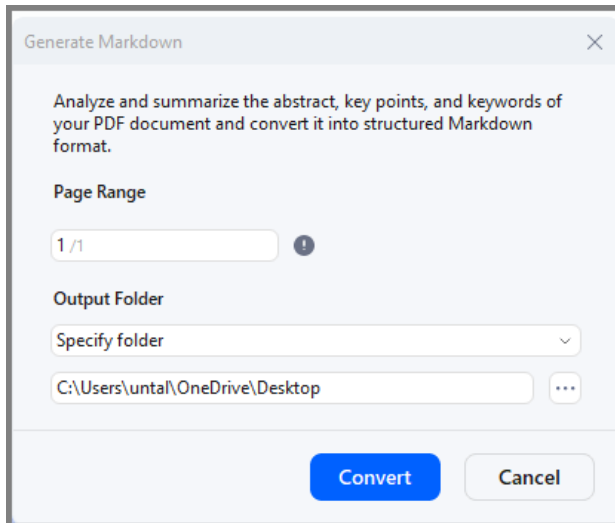 Generate Markdown
Analyze and summarize the abstract, key points, and keywords of
your PDF document and convert it into structured Markdown
format.
Page Range
1 /1
Output Folder
Specify folder
C:\Users\untal\OneDrive\Desktop
Convert
Cancel